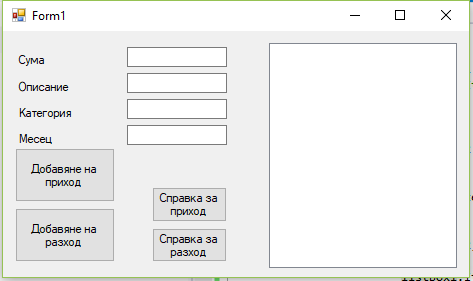 Form1
Сума
Описание
Категория
Месец
Добавяне на
приход
Справка за
приход
Добавяне на
разход
Справка за
разход